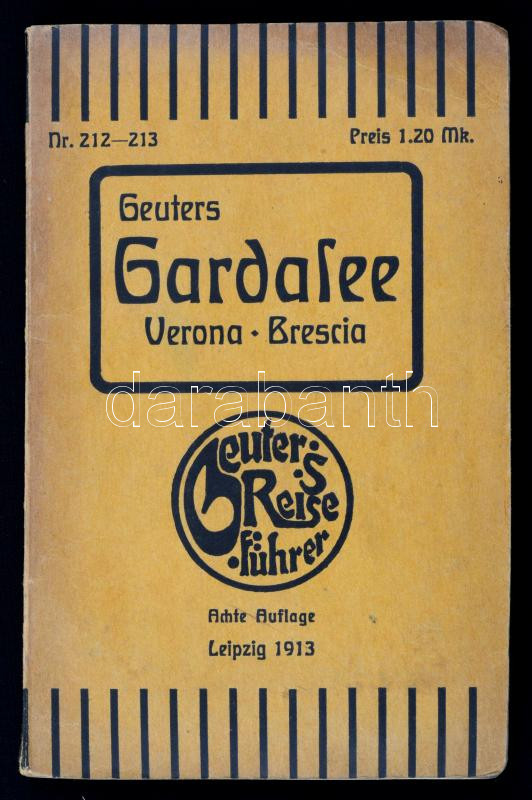 Nr. 212—213
Preis 1.20 Mk.
Geuters
Gardaſee
Verona · Brescia
darabanth
Geuter's
Reise
führer
Achte Auflage
Leipzig 1913